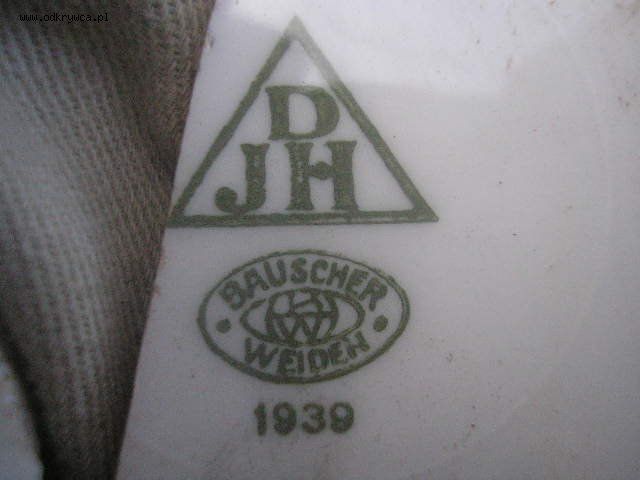 www.odkrywca.pl
D
JH
BAUSCHER
WEIDEN
1939